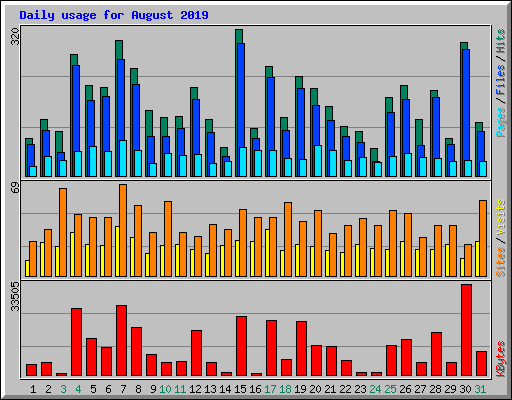 Daily usage for August 2019
320
Pages / Files / Hits
69
Sites / Visits
33505
KBytes
1 2 3 4 5 6 7 8 9 10 11 12 13 14 15 16 17 18 19 20 21 22 23 24 25 26 27 28 29 30 31